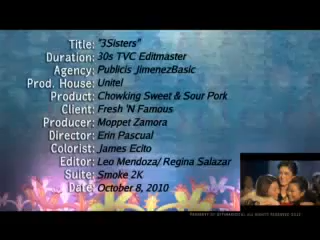 Title: "3Sisters"
Duration: 30s TVC Editmaster
Agency: Publicis JimenezBasic
Prod. House: Unitel
Product: Chowking Sweet & Sour Pork
Client: Fresh 'N Famous
Producer: Moppet Zamora
Director: Erin Pascual
Colorist: James Ecito
Editor: Leo Mendoza/ Regina Salazar
Suite: Smoke 2K
Date: October 8, 2010